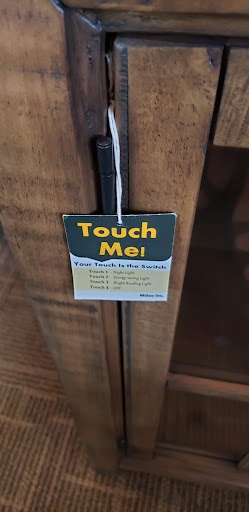 Touch
Me!
Your Touch Is the Switch
Touch 1 Night Light
Touch 2 Energy-saving Light
Touch 3 Bright Reading Light
Touch 4 OFF